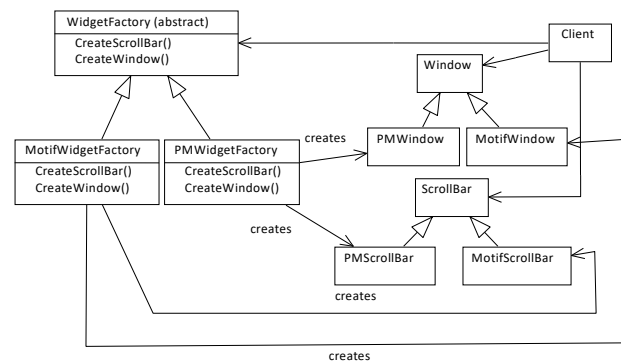 WidgetFactory (abstract)
CreateScrollBar()
CreateWindow()
Client
Window
MotifWidgetFactory
CreateScrollBar()
CreateWindow()
PMWidgetFactory
CreateScrollBar()
CreateWindow()
creates
PMWindow
MotifWindow
ScrollBar
creates
PMScrollBar
MotifScrollBar
creates
creates